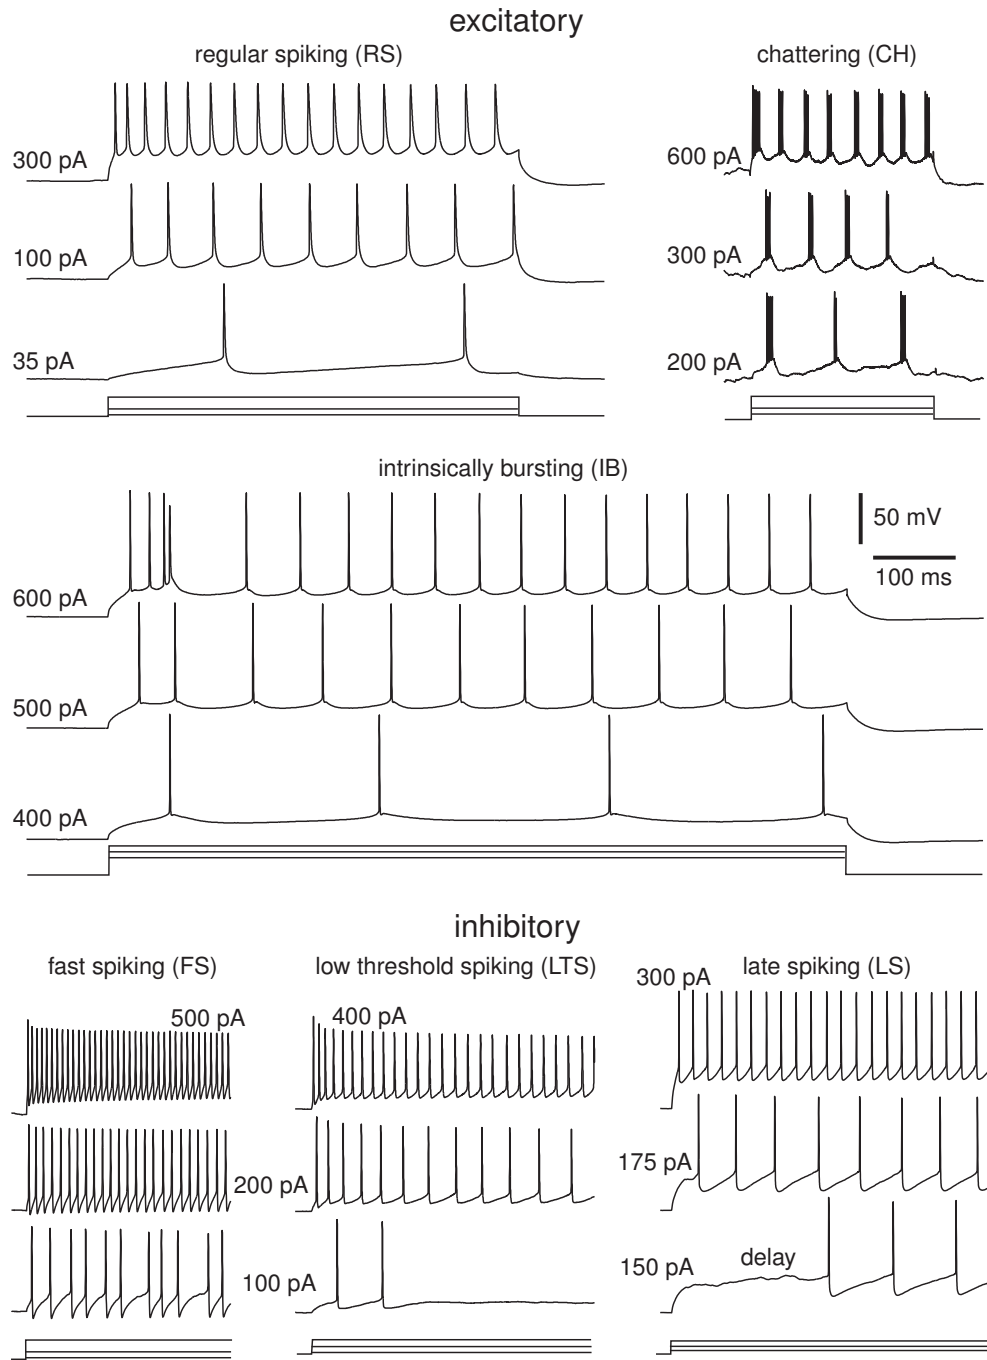 excitatory
regular spiking (RS)
chattering (CH)
300 pA
600 pA
100 pA
300 pA
35 pA
200 pA
intrinsically bursting (IB)
50 mV
100 ms
600 pA
500 pA
400 pA
inhibitory
fast spiking (FS)
low threshold spiking (LTS)
late spiking (LS)
500 pA
400 pA
300 pA
200 pA
175 pA
100 pA
150 pA
delay